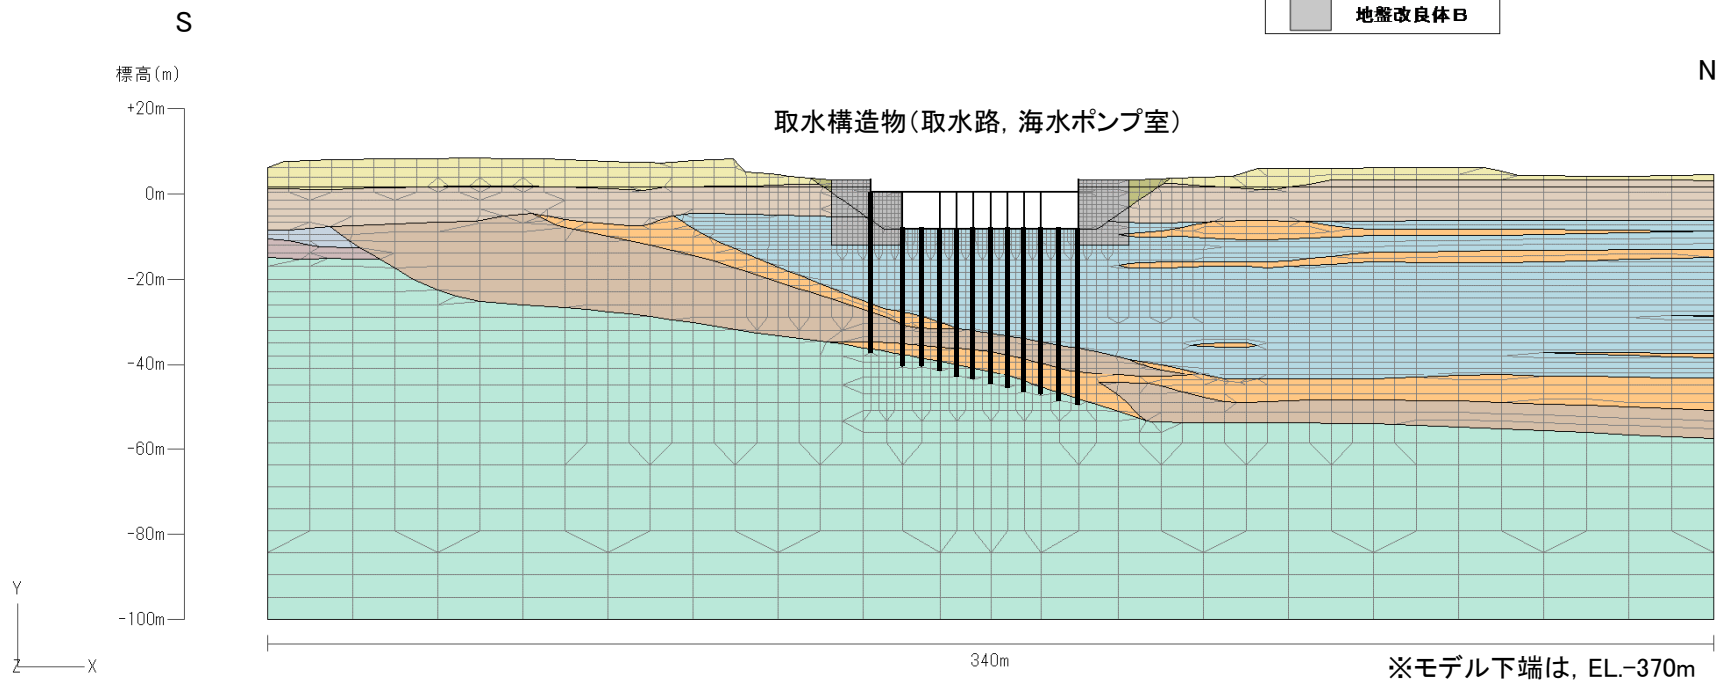 地盤改良体B
S
標高(m)
N
+20m
取水構造物(取水路, 海水ポンプ室)
0m
-20m
-40m
-60m
-80m
Y
-100m
340m
Z
X
※モデル下端は, EL.-370m